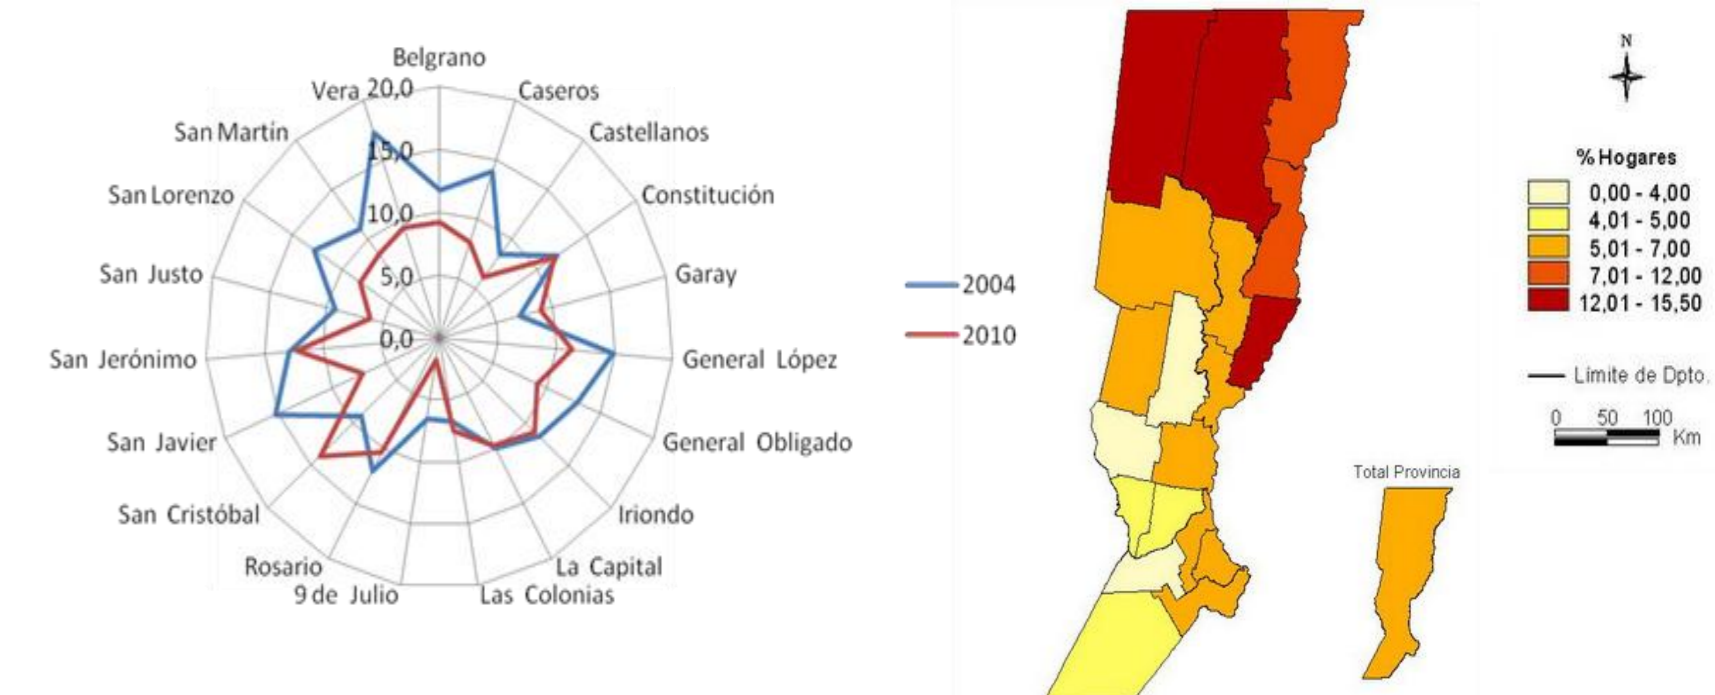 Belgrano
Caseros
Castellanos
Constitución
Garay
General López
General Obligado
Iriondo
La Capital
Las Colonias
9 de Julio
Rosario
San Cristóbal
San Javier
San Jerónimo
San Justo
San Lorenzo
San Martín
Vera
20,0
15,0
10,0
5,0
0,0
2004
2010
N
% Hogares
0,00 - 4,00
4,01 - 5,00
5,01 - 7,00
7,01 - 12,00
12,01 - 15,50
Límite de Dpto.
0 50 100
Km
Total Provincia